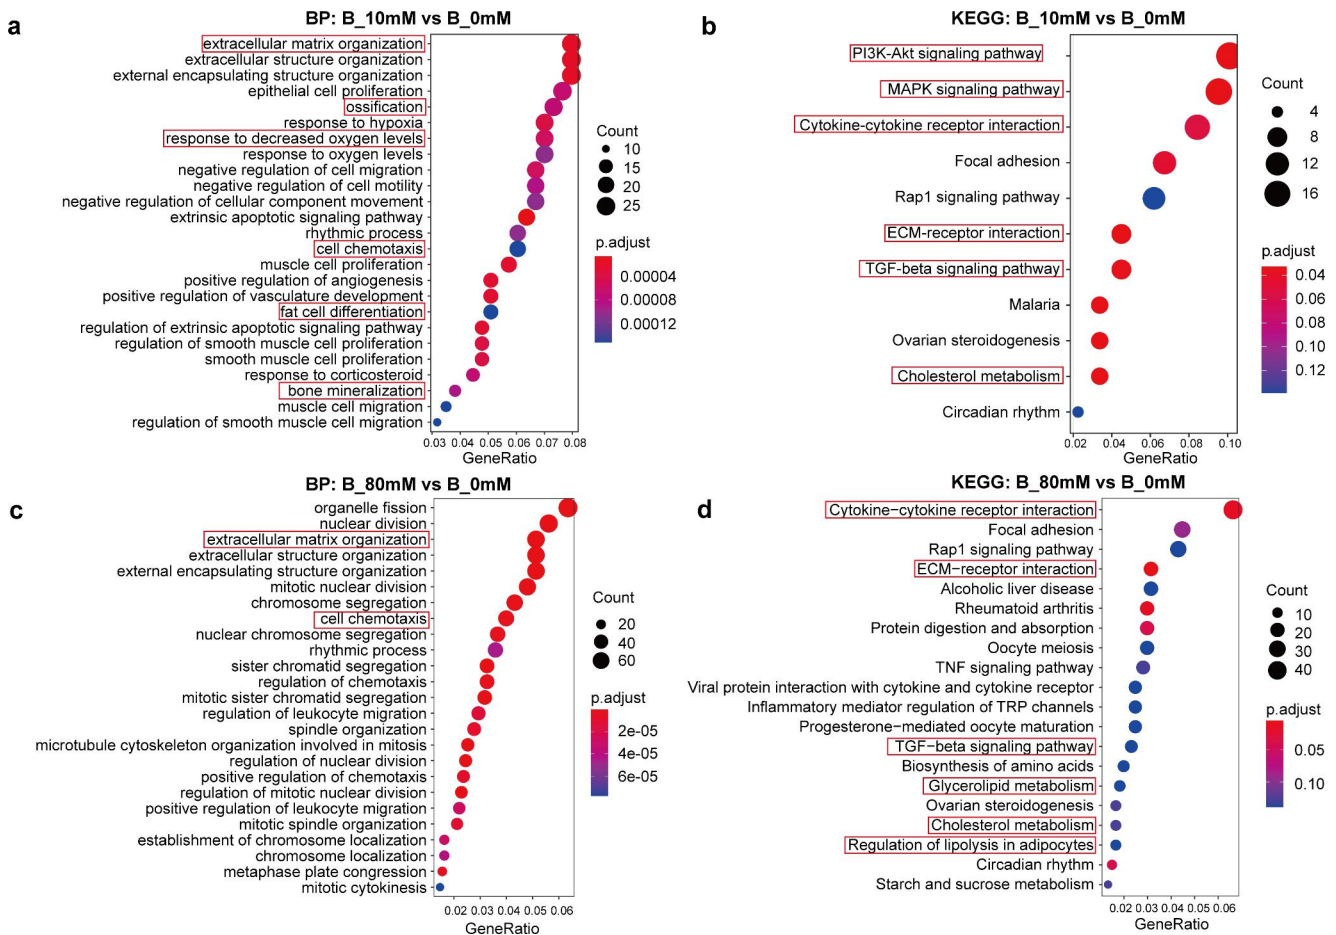 a
BP: B_10mM vs B_0mM
extracellular matrix organization
extracellular structure organization
external encapsulating structure organization
epithelial cell proliferation
ossification
response to hypoxia
response to decreased oxygen levels
response to oxygen levels
negative regulation of cell migration
negative regulation of cell motility
negative regulation of cellular component movement
extrinsic apoptotic signaling pathway
rhythmic process
cell chemotaxis
muscle cell proliferation
positive regulation of angiogenesis
positive regulation of vasculature development
fat cell differentiation
regulation of extrinsic apoptotic signaling pathway
regulation of smooth muscle cell proliferation
smooth muscle cell proliferation
response to corticosteroid
bone mineralization
muscle cell migration
regulation of smooth muscle cell migration
0.03 0.04 0.05 0.06 0.07 0.08
GeneRatio
Count
10
15
20
25
p.adjust
0.00004
0.00008
0.00012
b
KEGG: B_10mM vs B_0mM
PI3K-Akt signaling pathway
MAPK signaling pathway
Cytokine-cytokine receptor interaction
Focal adhesion
Rap1 signaling pathway
ECM-receptor interaction
TGF-beta signaling pathway
Malaria
Ovarian steroidogenesis
Cholesterol metabolism
Circadian rhythm
0.02 0.04 0.06 0.08 0.10
GeneRatio
Count
4
8
12
16
p.adjust
0.04
0.06
0.08
0.10
0.12
c
BP: B_80mM vs B_0mM
organelle fission
nuclear division
extracellular matrix organization
extracellular structure organization
external encapsulating structure organization
mitotic nuclear division
chromosome segregation
cell chemotaxis
nuclear chromosome segregation
rhythmic process
sister chromatid segregation
regulation of chemotaxis
mitotic sister chromatid segregation
regulation of leukocyte migration
spindle organization
microtubule cytoskeleton organization involved in mitosis
regulation of nuclear division
positive regulation of chemotaxis
regulation of mitotic nuclear division
positive regulation of leukocyte migration
mitotic spindle organization
establishment of chromosome localization
chromosome localization
metaphase plate congression
mitotic cytokinesis
0.02 0.03 0.04 0.05 0.06
GeneRatio
Count
20
40
60
p.adjust
2e-05
4e-05
6e-05
d
KEGG: B_80mM vs B_0mM
Cytokine−cytokine receptor interaction
Focal adhesion
Rap1 signaling pathway
ECM−receptor interaction
Alcoholic liver disease
Rheumatoid arthritis
Protein digestion and absorption
Oocyte meiosis
TNF signaling pathway
Viral protein interaction with cytokine and cytokine receptor
Inflammatory mediator regulation of TRP channels
Progesterone−mediated oocyte maturation
TGF−beta signaling pathway
Biosynthesis of amino acids
Glycerolipid metabolism
Ovarian steroidogenesis
Cholesterol metabolism
Regulation of lipolysis in adipocytes
Circadian rhythm
Starch and sucrose metabolism
0.02 0.03 0.04 0.05 0.06
GeneRatio
Count
10
20
30
40
p.adjust
0.05
0.10